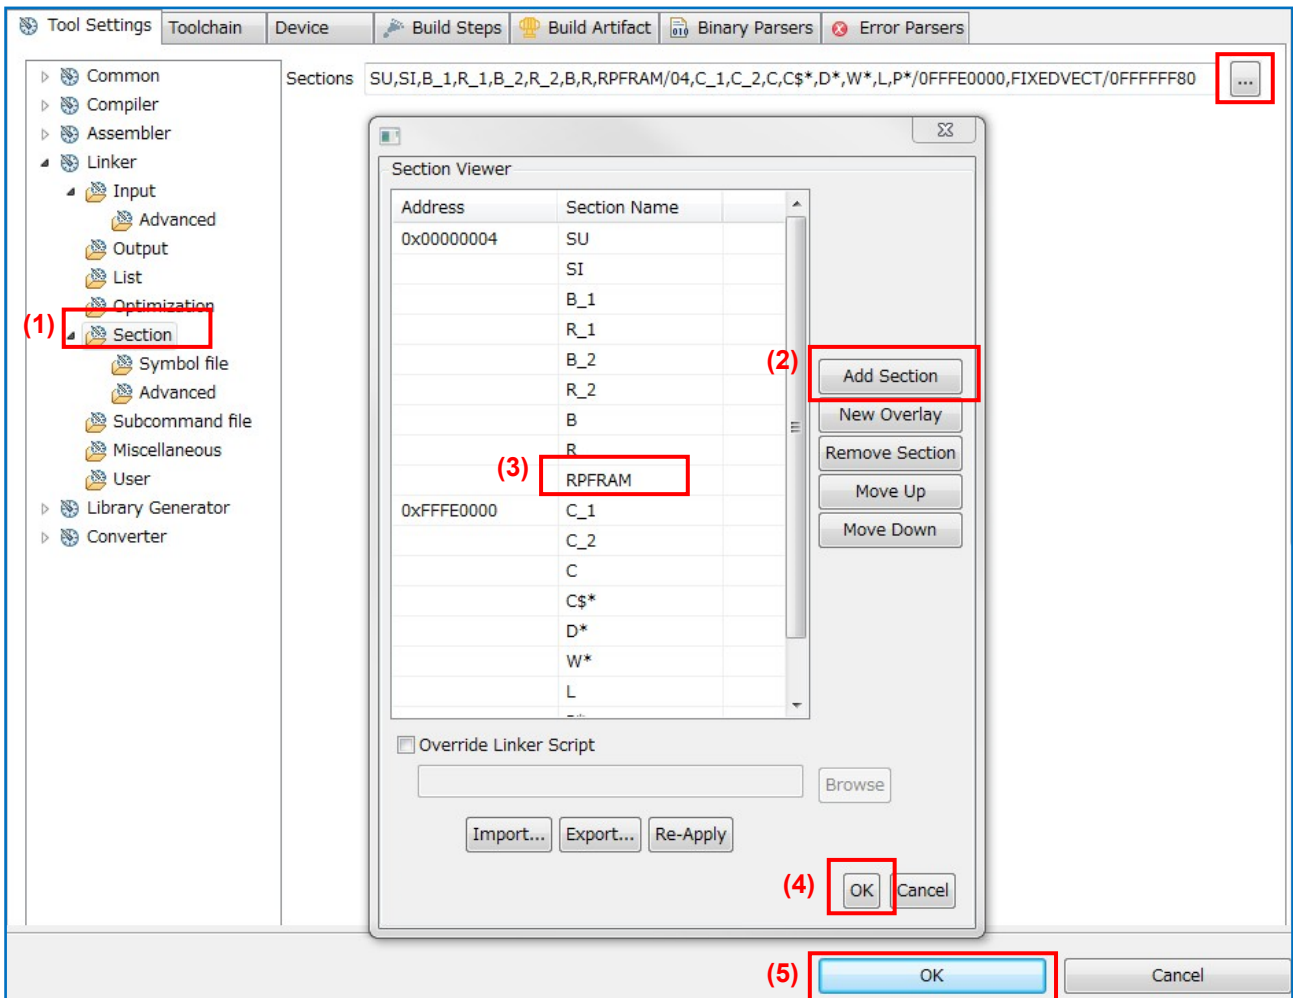 Tool Settings Toolchain Device Build Steps Build Artifact Binary Parsers Error Parsers
Common
Compiler
Assembler
Linker
Input
Advanced
Output
List
Optimization
(1) Section
Symbol file
Advanced
Subcommand file
Miscellaneous
User
Library Generator
Converter
Sections SU,SI,B_1,R_1,B_2,R_2,B,R,RPFRAM/04,C_1,C_2,C,C$*,D*,W*,L,P*/0FFFE0000,FIXEDVECT/0FFFFFF80 ...
Section Viewer
Address Section Name
0x00000004 SU
SI
B_1
R_1
B_2
R_2
B
R
(3) RPFRAM
0xFFFE0000 C_1
C_2
C
C$*
D*
W*
L
(2) Add Section
New Overlay
Remove Section
Move Up
Move Down
Override Linker Script
Browse
Import... Export... Re-Apply
(4) OK Cancel
(5) OK Cancel